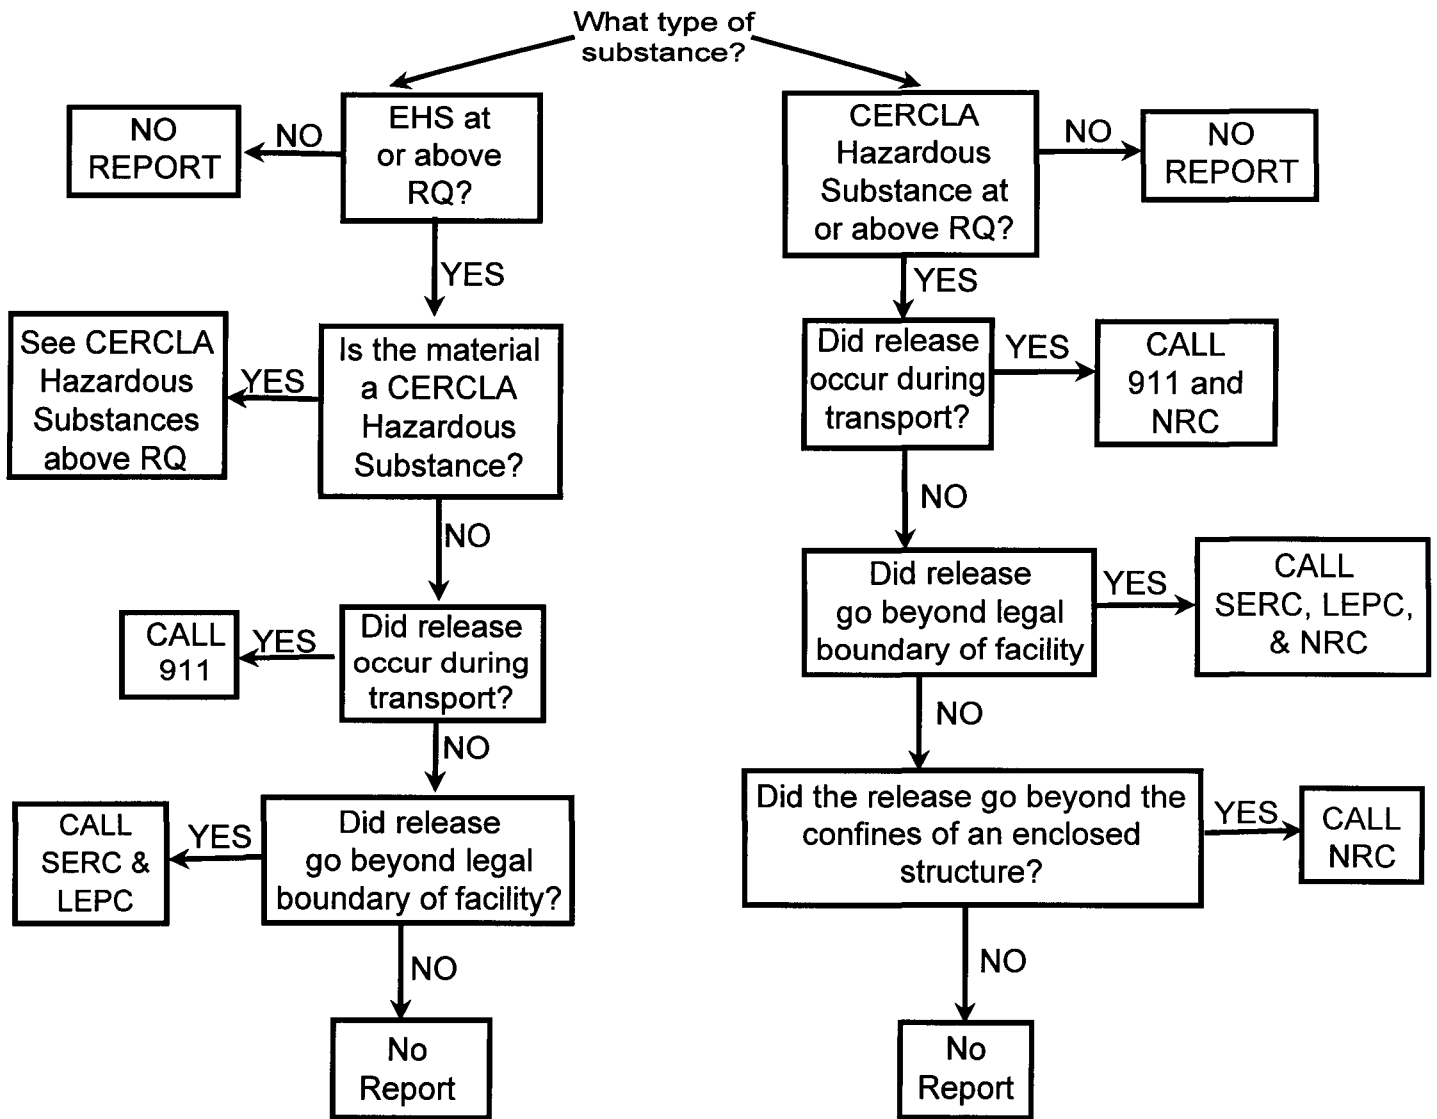 What type of
substance?
NO
REPORT
NO
EHS at
or above
RQ?
YES
See CERCLA
Hazardous
Substances
above RQ
YES
Is the material
a CERCLA
Hazardous
Substance?
NO
CALL
911
YES
Did release
occur during
transport?
NO
CALL
SERC &
LEPC
YES
Did release
go beyond legal
boundary of facility?
NO
No
Report
CERCLA
Hazardous
Substance at
or above RQ?
NO
NO
REPORT
YES
Did release
occur during
transport?
YES
CALL
911 and
NRC
NO
Did release
go beyond legal
boundary of facility
YES
CALL
SERC, LEPC,
& NRC
NO
Did the release go beyond the
confines of an enclosed
structure?
YES
CALL
NRC
NO
No
Report